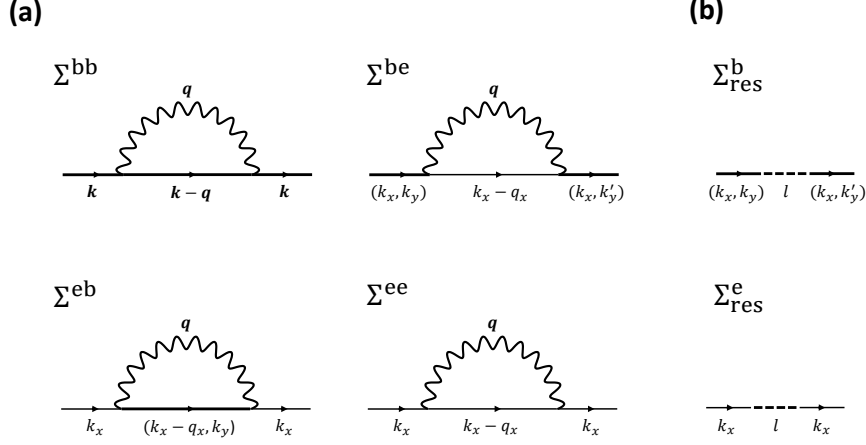 (a)
(b)
Σ^bb
q
k
k − q
k
Σ^be
q
(k_x, k_y)
k_x − q_x
(k_x, k′_y)
Σ^b_res
(k_x, k_y)
l
(k_x, k′_y)
Σ^eb
q
k_x
(k_x − q_x, k_y)
k_x
Σ^ee
q
k_x
k_x − q_x
k_x
Σ^e_res
k_x
l
k_x